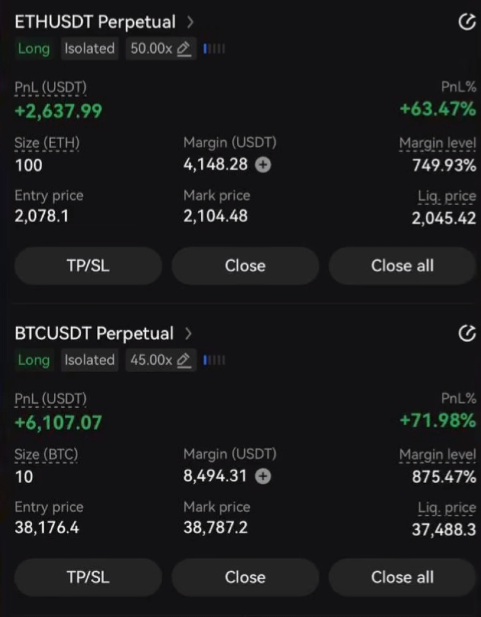 ETHUSDT Perpetual
Long Isolated 50.00x
PnL (USDT) PnL%
+2,637.99 +63.47%
Size (ETH) Margin (USDT) Margin level
100 4,148.28 749.93%
Entry price Mark price Liq. price
2,078.1 2,104.48 2,045.42
TP/SL Close Close all
BTCUSDT Perpetual
Long Isolated 45.00x
PnL (USDT) PnL%
+6,107.07 +71.98%
Size (BTC) Margin (USDT) Margin level
10 8,494.31 875.47%
Entry price Mark price Liq. price
38,176.4 38,787.2 37,488.3
TP/SL Close Close all